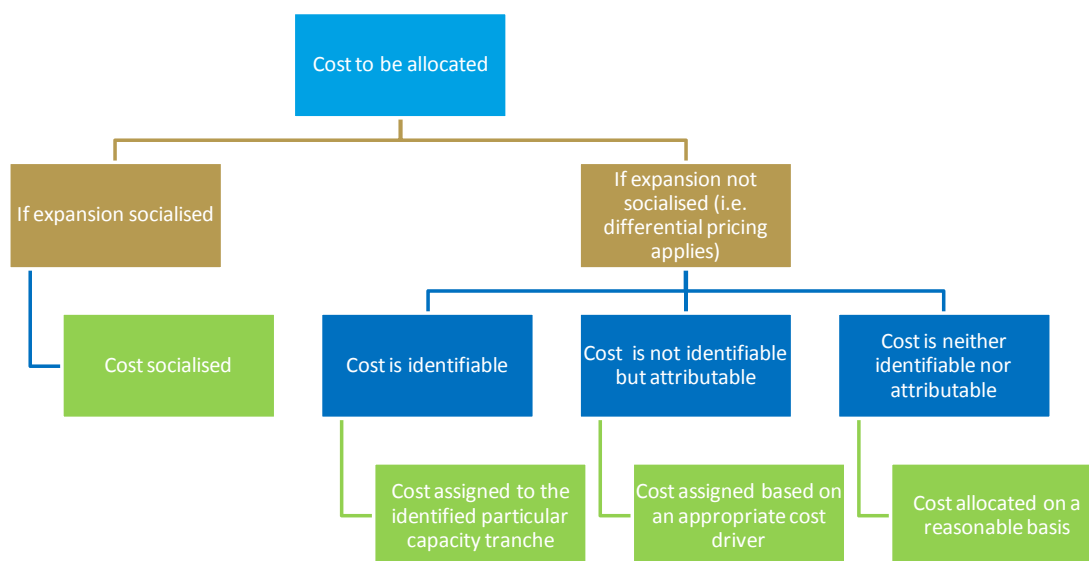 Cost to be allocated
If expansion socialised
If expansion not
socialised (i.e.
differential pricing
applies)
Cost socialised
Cost is identifiable
Cost  is not identifiable
but attributable
Cost is neither
identifiable nor
attributable
Cost assigned to the
identified particular
capacity tranche
Cost assigned based on
an appropriate cost
driver
Cost allocated on a
reasonable basis